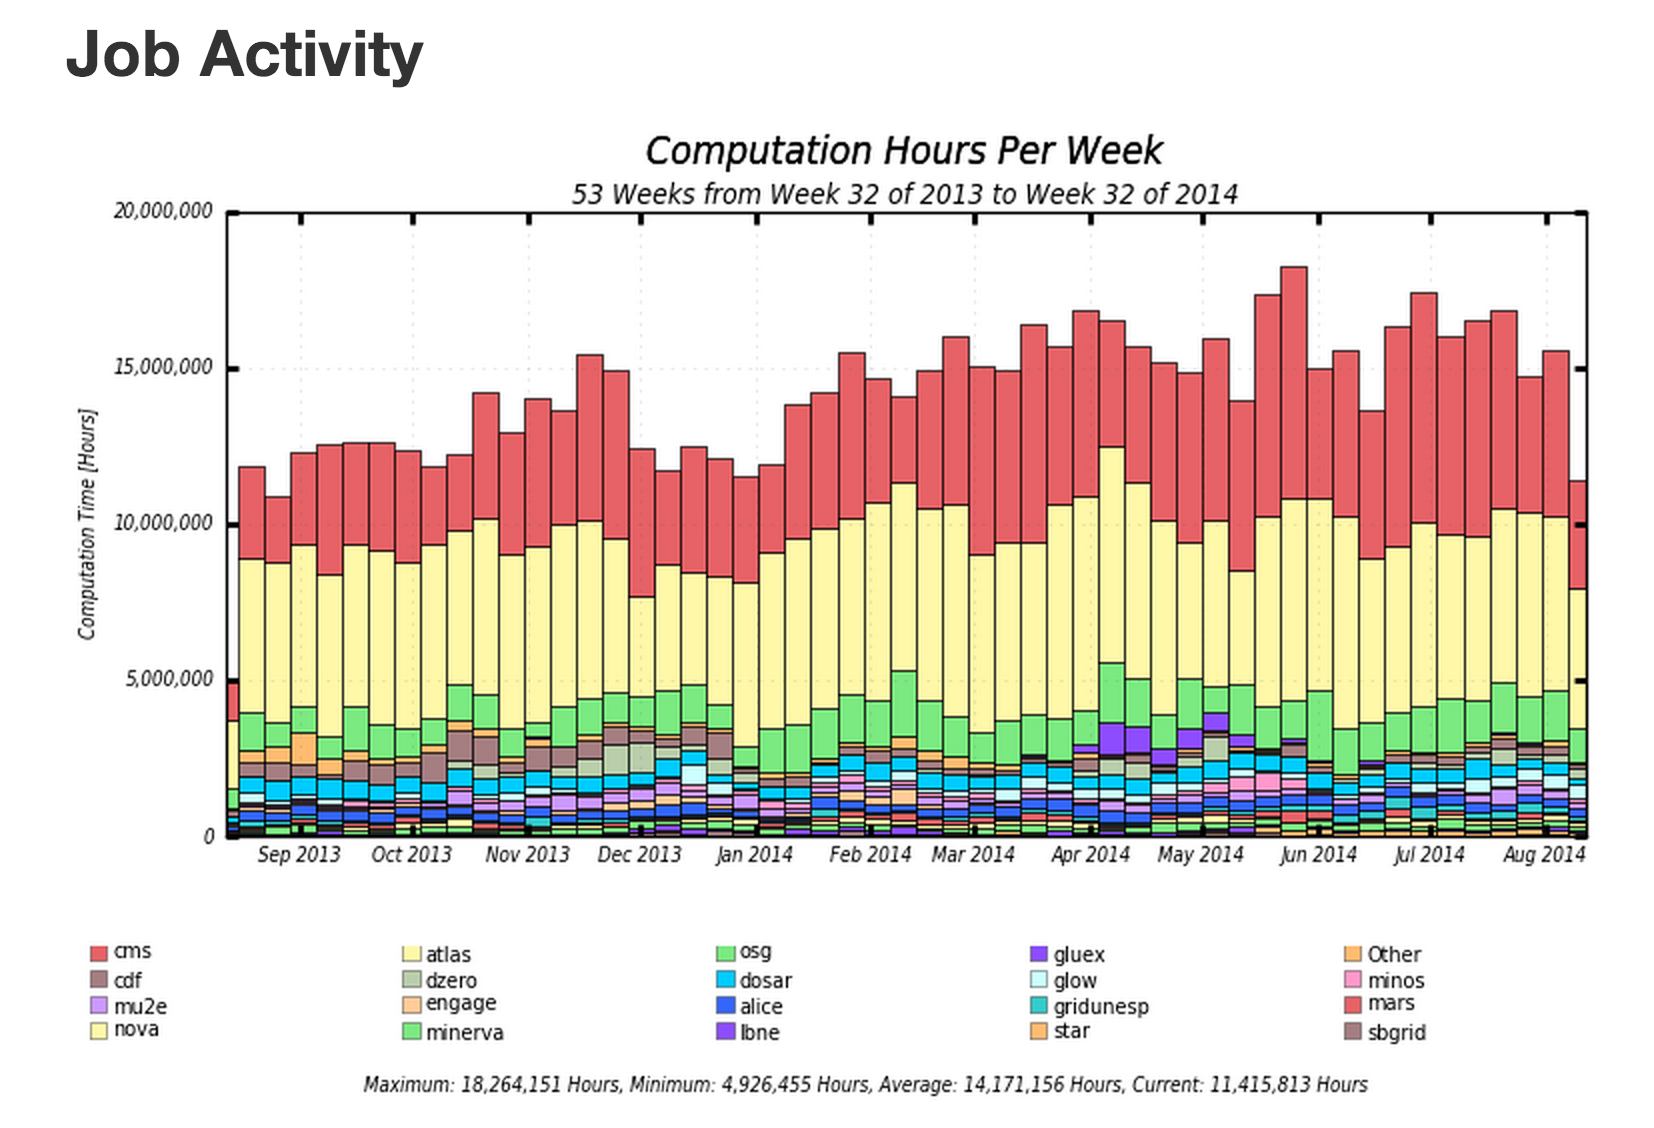 Job Activity
Computation Hours Per Week
53 Weeks from Week 32 of 2013 to Week 32 of 2014
20,000,000
15,000,000
10,000,000
5,000,000
0
Computation Time [Hours]
Sep 2013 Oct 2013 Nov 2013 Dec 2013 Jan 2014 Feb 2014 Mar 2014 Apr 2014 May 2014 Jun 2014 Jul 2014 Aug 2014
cms atlas osg gluex Other
cdf dzero dosar glow minos
mu2e engage alice gridunesp mars
nova minerva lbne star sbgrid
Maximum: 18,264,151 Hours, Minimum: 4,926,455 Hours, Average: 14,171,156 Hours, Current: 11,415,813 Hours